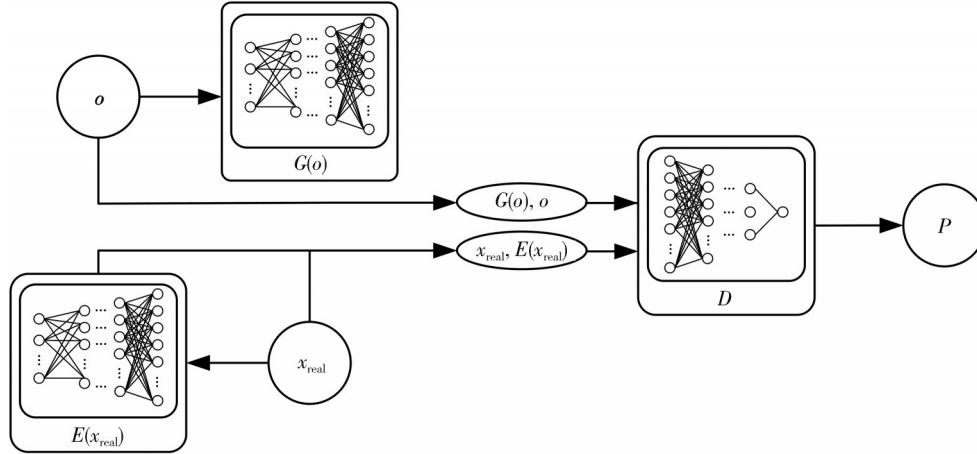 o
G(o)
G(o), o
x_real, E(x_real)
D
P
x_real
E(x_real)